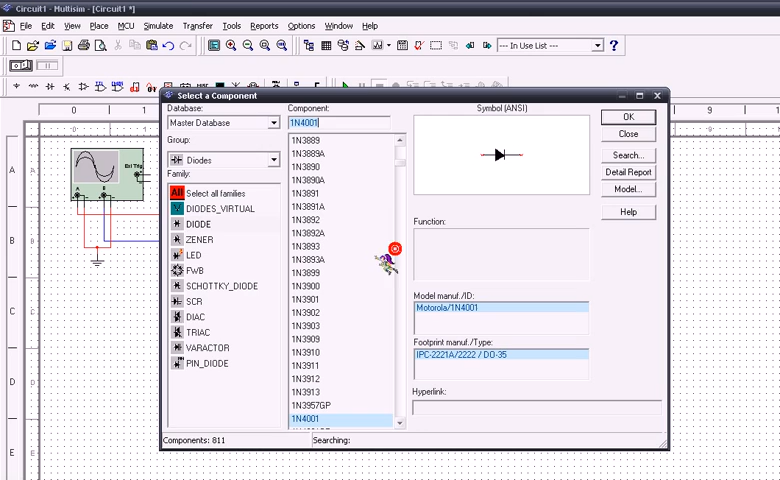 Circuit1 - Multisim - [Circuit1 *]
File Edit View Place MCU Simulate Transfer Tools Reports Options Window Help
--- In Use List ---
Select a Component
0 1 9
A
B
C
D
E
Ext Trig
A B
Database:
Master Database
Group:
Diodes
Family:
All Select all families
DIODES_VIRTUAL
DIODE
ZENER
LED
FWB
SCHOTTKY_DIODE
SCR
DIAC
TRIAC
VARACTOR
PIN_DIODE
Component:
1N4001
1N3889
1N3889A
1N3890
1N3890A
1N3891
1N3891A
1N3892
1N3892A
1N3893
1N3893A
1N3899
1N3900
1N3901
1N3902
1N3903
1N3909
1N3910
1N3911
1N3912
1N3913
1N3957GP
1N4001
Symbol (ANSI)
Function:
Model manuf./ID:
Motorola/1N4001
Footprint manuf./Type:
IPC-2221A/2222 / DO-35
Hyperlink:
OK
Close
Search...
Detail Report
Model...
Help
Components: 811
Searching: